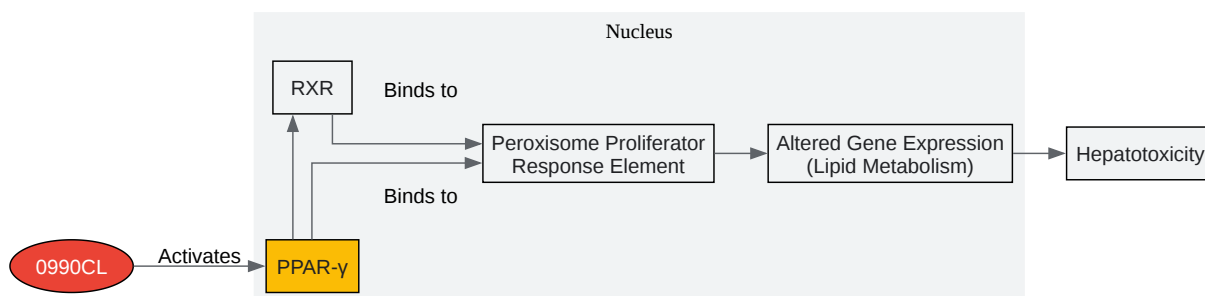 Nucleus
RXR
Binds to
Peroxisome Proliferator
Response Element
Altered Gene Expression
(Lipid Metabolism)
Hepatotoxicity
Binds to
0990CL
Activates
PPAR-γ